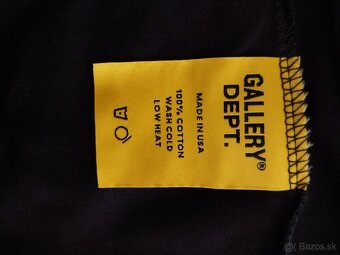 GALLERY®
DEPT.
MADE IN USA
100% COTTON
WASH COLD
LOW HEAT
Bazos.sk